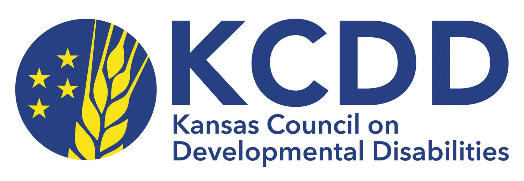 KCDD
Kansas Council on
Developmental Disabilities